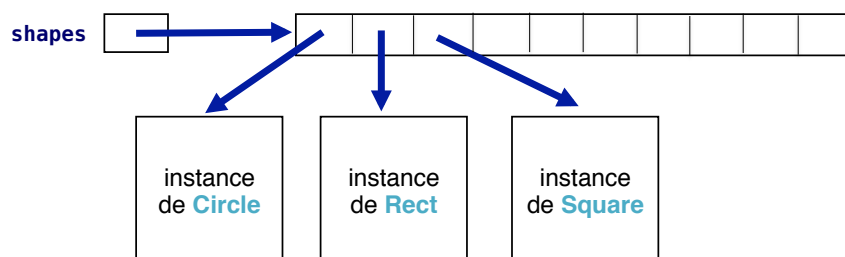 shapes
instance
de Circle
instance
de Rect
instance
de Square